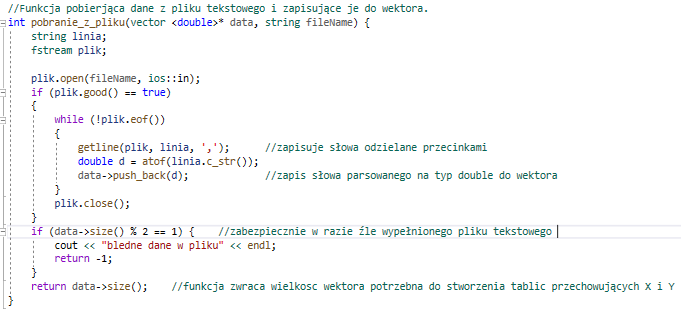 //Funkcja pobierjąca dane z pliku tekstowego i zapisujące je do wektora.
int pobranie_z_pliku(vector <double>* data, string fileName) {
    string linia;
    fstream plik;

    plik.open(fileName, ios::in);
    if (plik.good() == true)
    {
        while (!plik.eof())
        {
            getline(plik, linia, ',');      //zapisuje słowa odzielane przecinkami
            double d = atof(linia.c_str());
            data->push_back(d);             //zapis słowa parsowanego na typ double do wektora
        }
        plik.close();
    }
    if (data->size() % 2 == 1) {    //zabezpiecznie w razie źle wypełnionego pliku tekstowego
        cout << "bledne dane w pliku" << endl;
        return -1;
    }
    return data->size();    //funkcja zwraca wielkosc wektora potrzebna do stworzenia tablic przechowujących X i Y
}